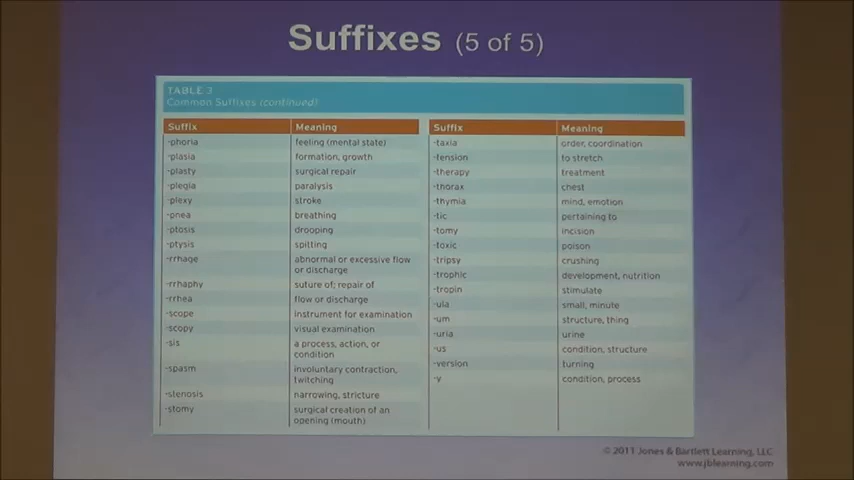 Suffixes (5 of 5)
TABLE 3
Common Suffixes (continued)
Suffix Meaning
-phoria feeling (mental state)
-plasia formation, growth
-plasty surgical repair
-plegia paralysis
-plexy stroke
-pnea breathing
-ptosis drooping
-ptysis spitting
-rrhage abnormal or excessive flow
or discharge
-rrhaphy suture of; repair of
-rrhea flow or discharge
-scope instrument for examination
-scopy visual examination
-sis a process, action, or
condition
-spasm involuntary contraction,
twitching
-stenosis narrowing, stricture
-stomy surgical creation of an
opening (mouth)
Suffix Meaning
-taxia order, coordination
-tension to stretch
-therapy treatment
-thorax chest
-thymia mind, emotion
-tic pertaining to
-tomy incision
-toxic poison
-tripsy crushing
-trophic development, nutrition
-tropin stimulate
-ula small, minute
-um structure, thing
-uria urine
-us condition, structure
-version turning
-y condition, process
© 2011 Jones & Bartlett Learning, LLC
www.jblearning.com